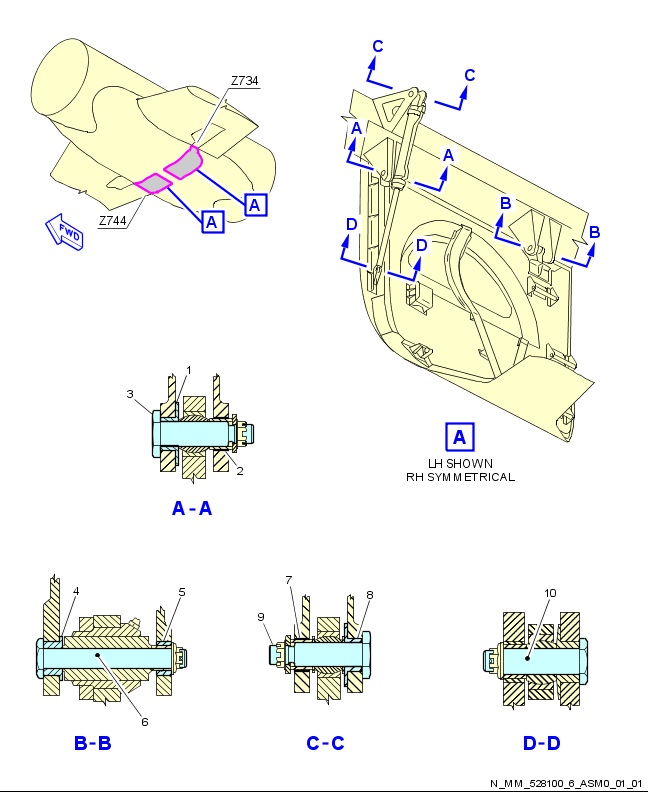 Z734
C
C
A
A
B
B
D
D
A
A
Z744
FWD
A
LH SHOWN
RH SYMMETRICAL
1
3
2
A-A
4
5
6
B-B
7
8
9
C-C
10
D-D
N_MM_528100_6_ASM0_01_01